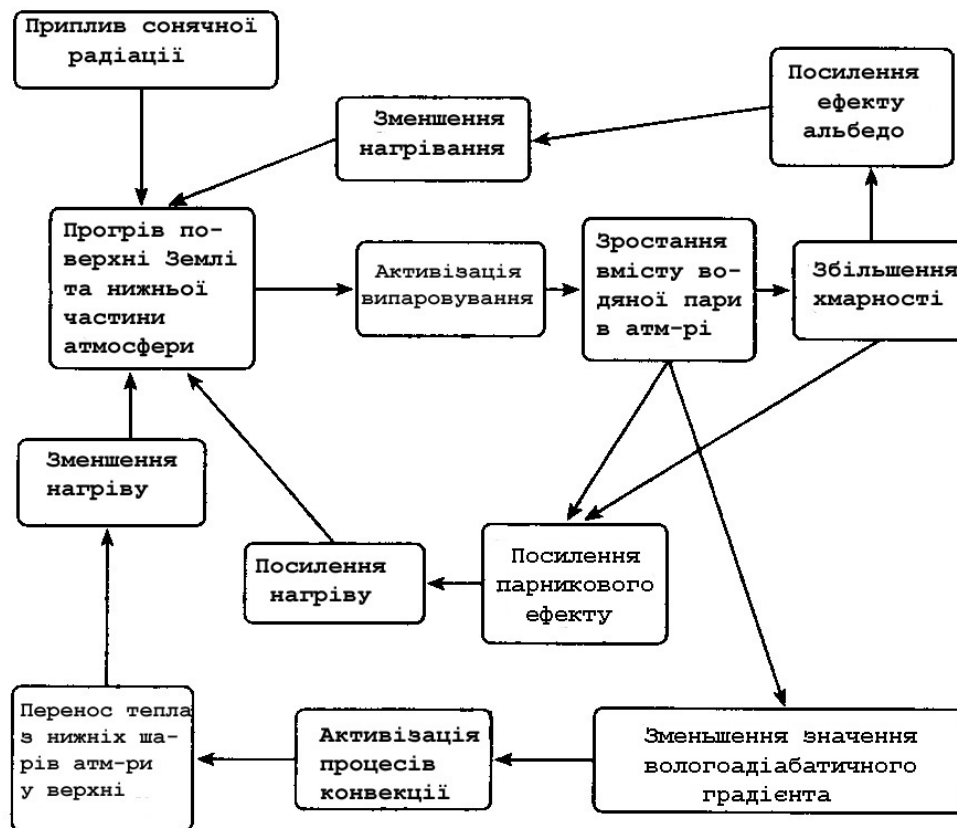 Приплив сонячної
радіації
Посилення
ефекту
альбедо
Зменшення
нагрівання
Прогрів по-
верхні Землі
та нижньої
частини
атмосфери
Активізація
випаровування
Зростання
вмісту во-
дяної пари
в атм-рі
Збільшення
хмарності
Зменшення
нагріву
Посилення
нагріву
Посилення
парникового
ефекту
Перенос тепла
з нижніх ша-
рів атм-ри
у верхні
Активізація
процесів
конвекції
Зменьшення значення
вологоадіабатичного
градієнта